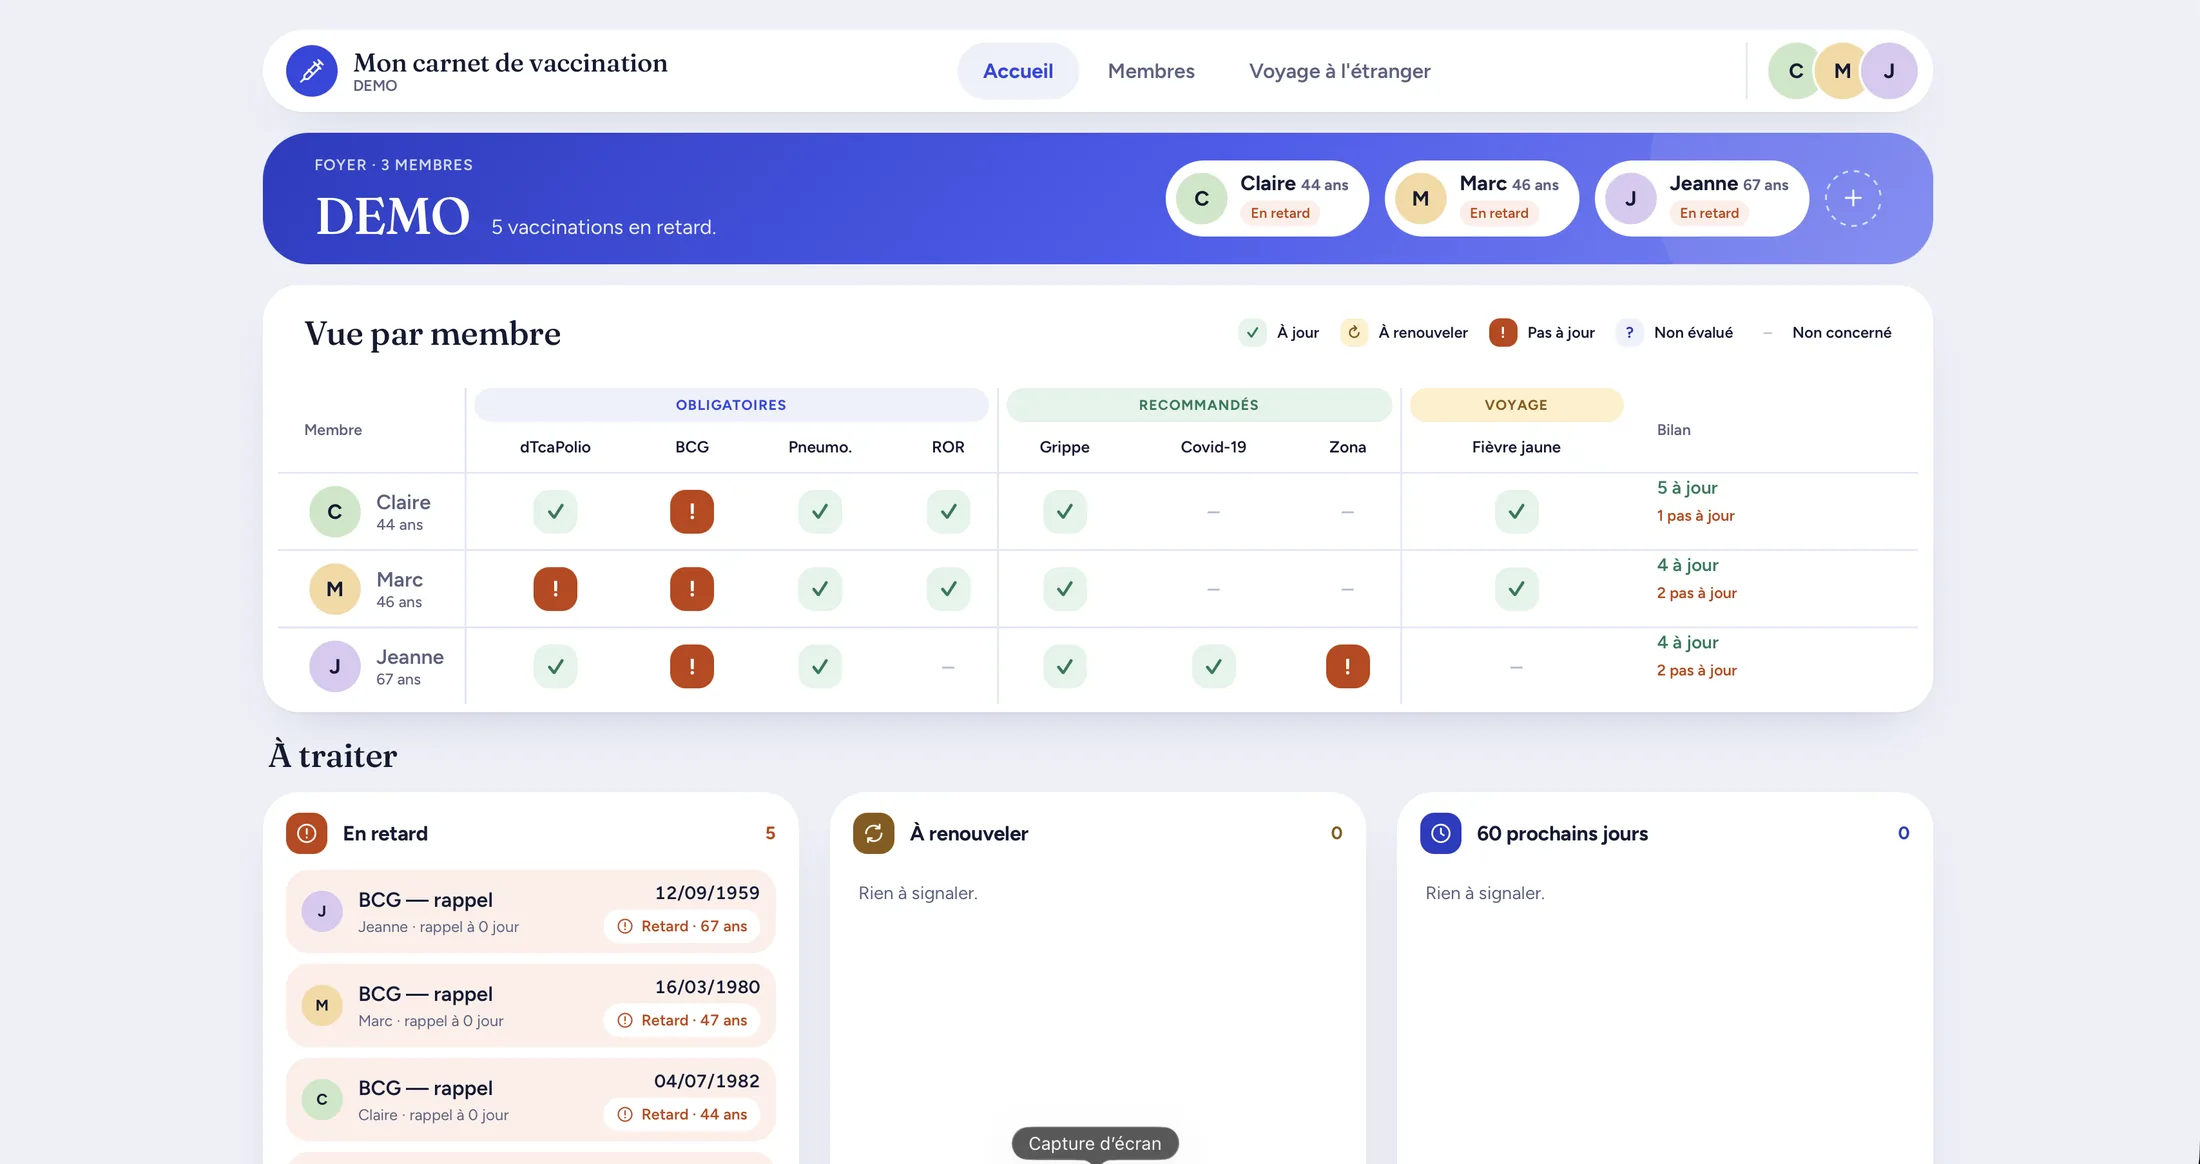 Mon carnet de vaccination
DEMO
Accueil
Membres
Voyage à l'étranger
C
M
J
FOYER · 3 MEMBRES
DEMO
5 vaccinations en retard.
C
Claire 44 ans
En retard
M
Marc 46 ans
En retard
J
Jeanne 67 ans
En retard
+
Vue par membre
À jour
À renouveler
! Pas à jour
? Non évalué
– Non concerné
Membre
OBLIGATOIRES
RECOMMANDÉS
VOYAGE
Bilan
dTcaPolio
BCG
Pneumo.
ROR
Grippe
Covid-19
Zona
Fièvre jaune
C
Claire
44 ans
!
–
–
5 à jour
1 pas à jour
M
Marc
46 ans
!
!
–
–
4 à jour
2 pas à jour
J
Jeanne
67 ans
!
–
!
–
4 à jour
2 pas à jour
À traiter
En retard
5
J
BCG — rappel
12/09/1959
Jeanne · rappel à 0 jour
Retard · 67 ans
M
BCG — rappel
16/03/1980
Marc · rappel à 0 jour
Retard · 47 ans
C
BCG — rappel
04/07/1982
Claire · rappel à 0 jour
Retard · 44 ans
À renouveler
0
Rien à signaler.
60 prochains jours
0
Rien à signaler.
Capture d’écran